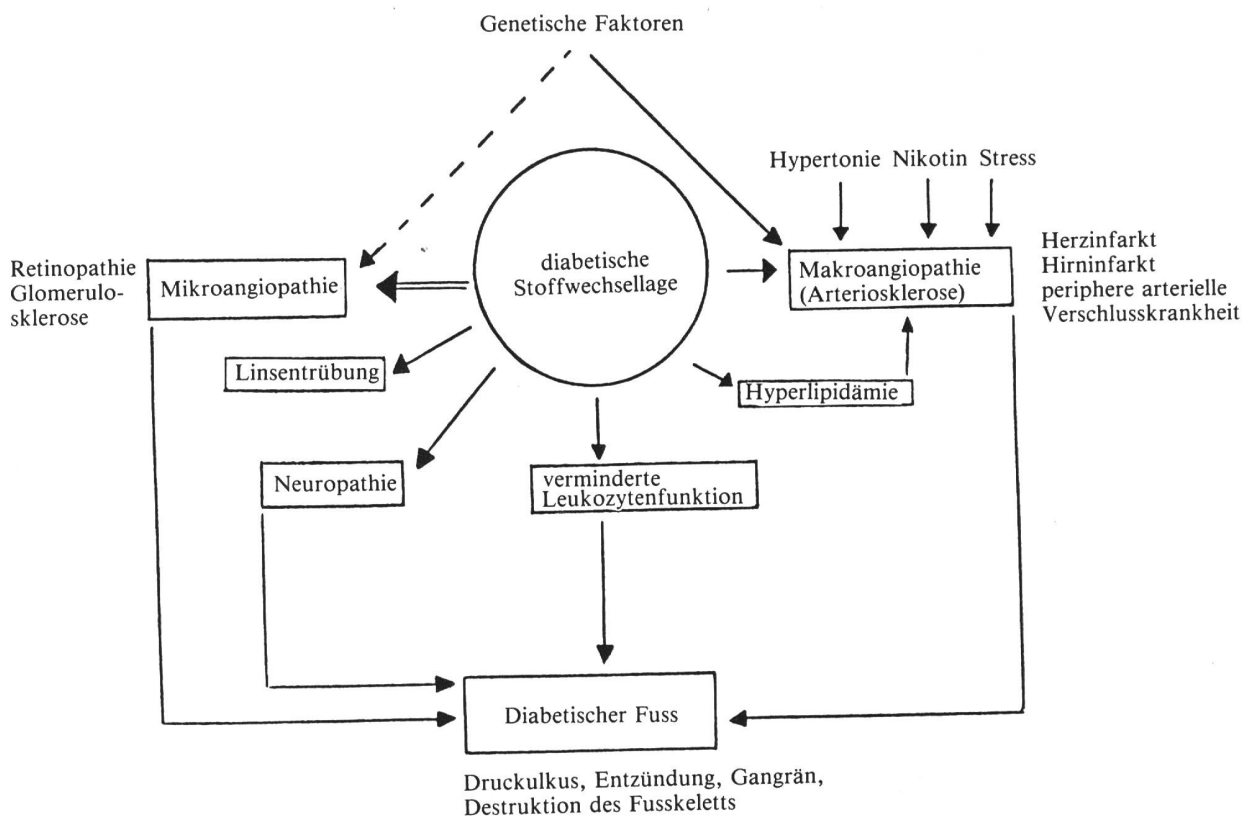 Genetische Faktoren
Hypertonie Nikotin Stress
diabetische
Stoffwechsellage
Retinopathie
Glomerulo-
sklerose
Mikroangiopathie
Makroangiopathie
(Arteriosklerose)
Herzinfarkt
Hirninfarkt
periphere arterielle
Verschlusskrankheit
Linsentrübung
Hyperlipidämie
Neuropathie
verminderte
Leukozytenfunktion
Diabetischer Fuss
Druckulkus, Entzündung, Gangrän,
Destruktion des Fusskeletts